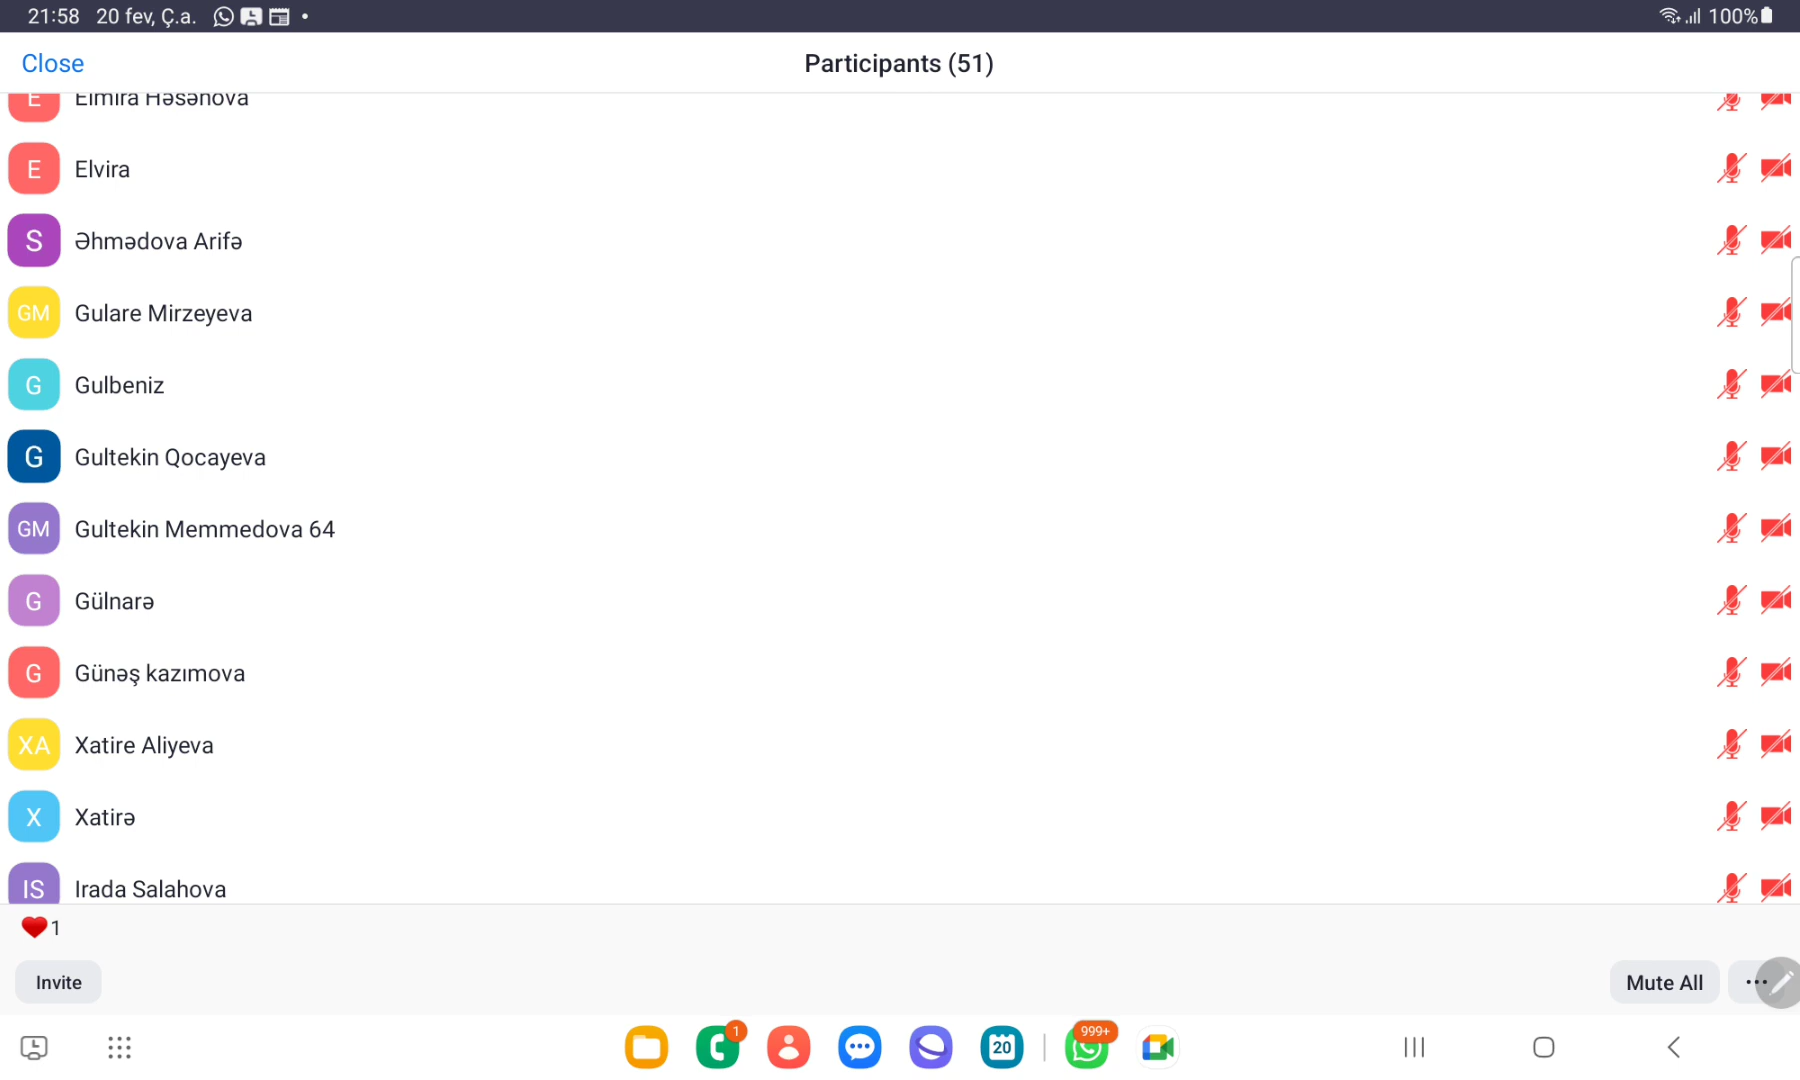 21:58 20 fev, Ç.a.
100%
Close
Participants (51)
E Elmira Həsənova
E Elvira
S Əhmədova Arifə
GM Gulare Mirzeyeva
G Gulbeniz
G Gultekin Qocayeva
GM Gultekin Memmedova 64
G Gülnarə
G Günəş kazımova
XA Xatire Aliyeva
X Xatirə
IS Irada Salahova
1
Invite
Mute All
1
20
999+